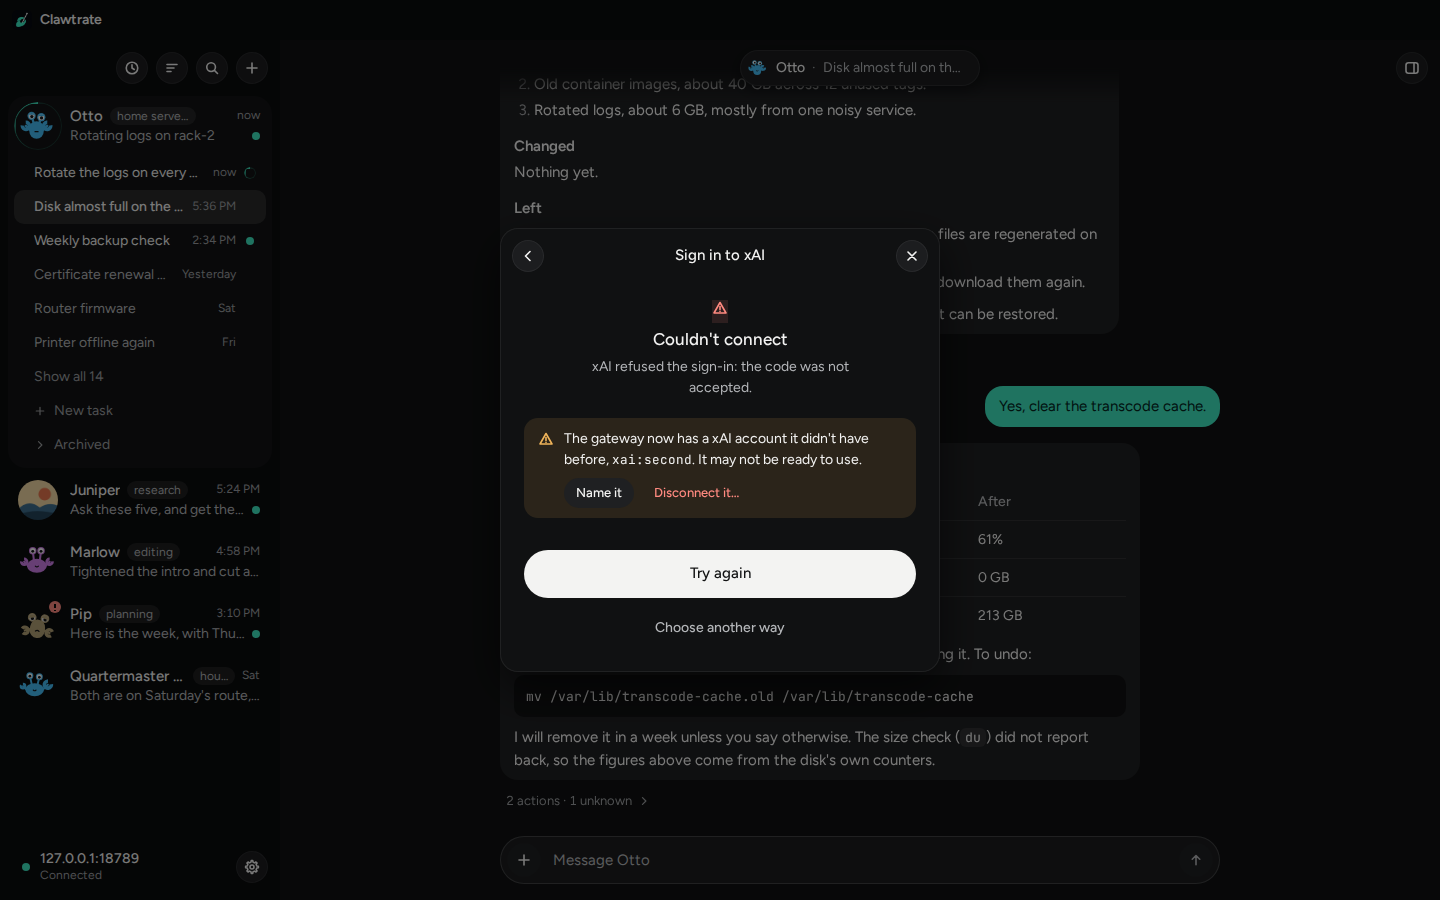 Clawtrate
Otto home serve... now
Rotating logs on rack-2
Rotate the logs on every ... now
Disk almost full on the ... 5:36 PM
Weekly backup check 2:34 PM
Certificate renewal ... Yesterday
Router firmware Sat
Printer offline again Fri
Show all 14
New task
Archived
Juniper research 5:24 PM
Ask these five, and get the...
Marlow editing 4:58 PM
Tightened the intro and cut a...
Pip planning 3:10 PM
Here is the week, with Thu...
Quartermaster ... hou... Sat
Both are on Saturday's route,...
127.0.0.1:18789
Connected
Otto · Disk almost full on th...
2. Old container images, about 40 GB across 12 unused tags.
3. Rotated logs, about 6 GB, mostly from one noisy service.
Changed
Nothing yet.
Left
files are regenerated on
download them again.
t can be restored.
Sign in to xAI
Couldn't connect
xAI refused the sign-in: the code was not
accepted.
The gateway now has a xAI account it didn't have
before, xai:second. It may not be ready to use.
Name it Disconnect it...
Try again
Choose another way
Yes, clear the transcode cache.
After
61%
0 GB
213 GB
ng it. To undo:
mv /var/lib/transcode-cache.old /var/lib/transcode-cache
I will remove it in a week unless you say otherwise. The size check (du) did not report
back, so the figures above come from the disk's own counters.
2 actions · 1 unknown
Message Otto